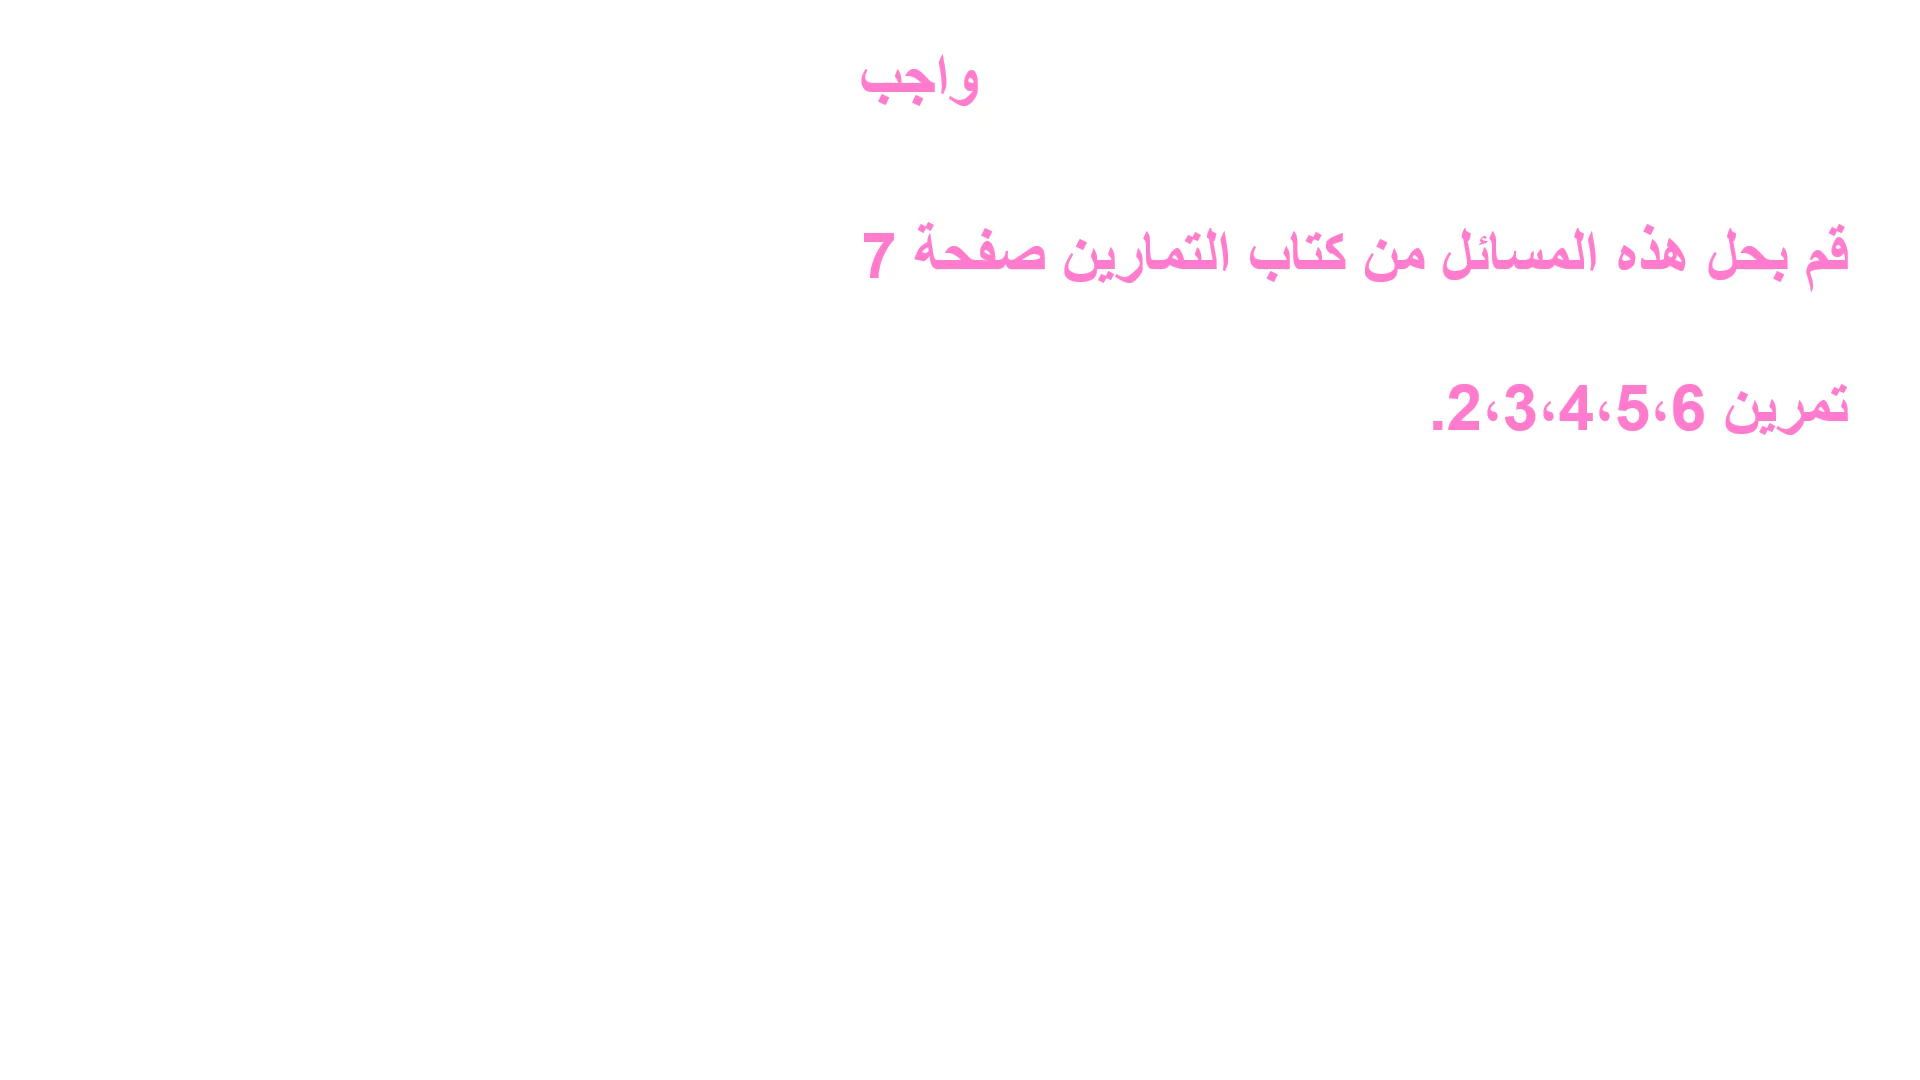 واجب
قم بحل هذه المسائل من كتاب التمارين صفحة 7
تمرين 6،5،4،3،2.